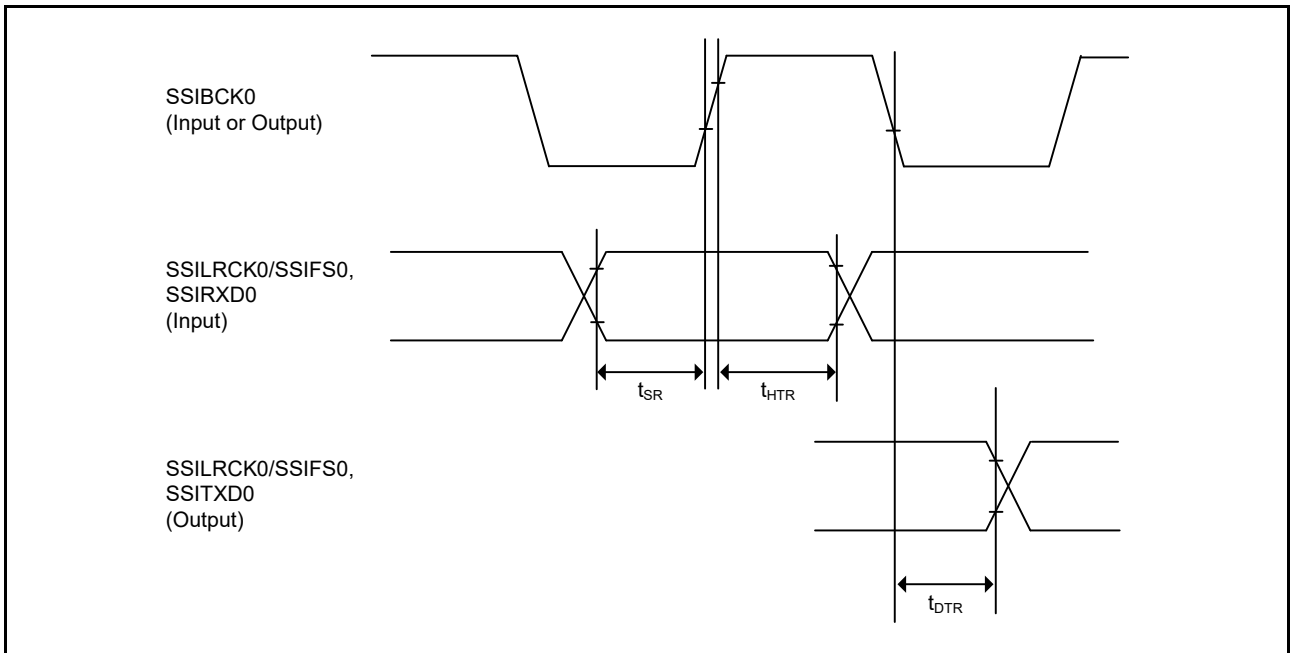 SSIBCK0
(Input or Output)
SSILRCK0/SSIFS0,
SSIRXD0
(Input)
tSR
tHTR
SSILRCK0/SSIFS0,
SSITXD0
(Output)
tDTR